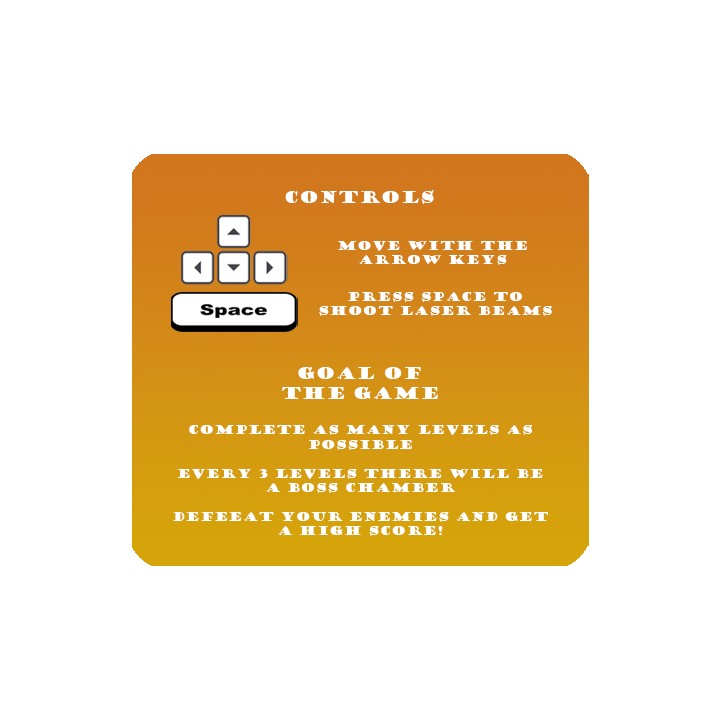 CONTROLS
MOVE WITH THE
ARROW KEYS
Space
PRESS SPACE TO
SHOOT LASER BEAMS
GOAL OF
THE GAME
COMPLETE AS MANY LEVELS AS
POSSIBLE
EVERY 3 LEVELS THERE WILL BE
A BOSS CHAMBER
DEFEEAT YOUR ENEMIES AND GET
A HIGH SCORE!